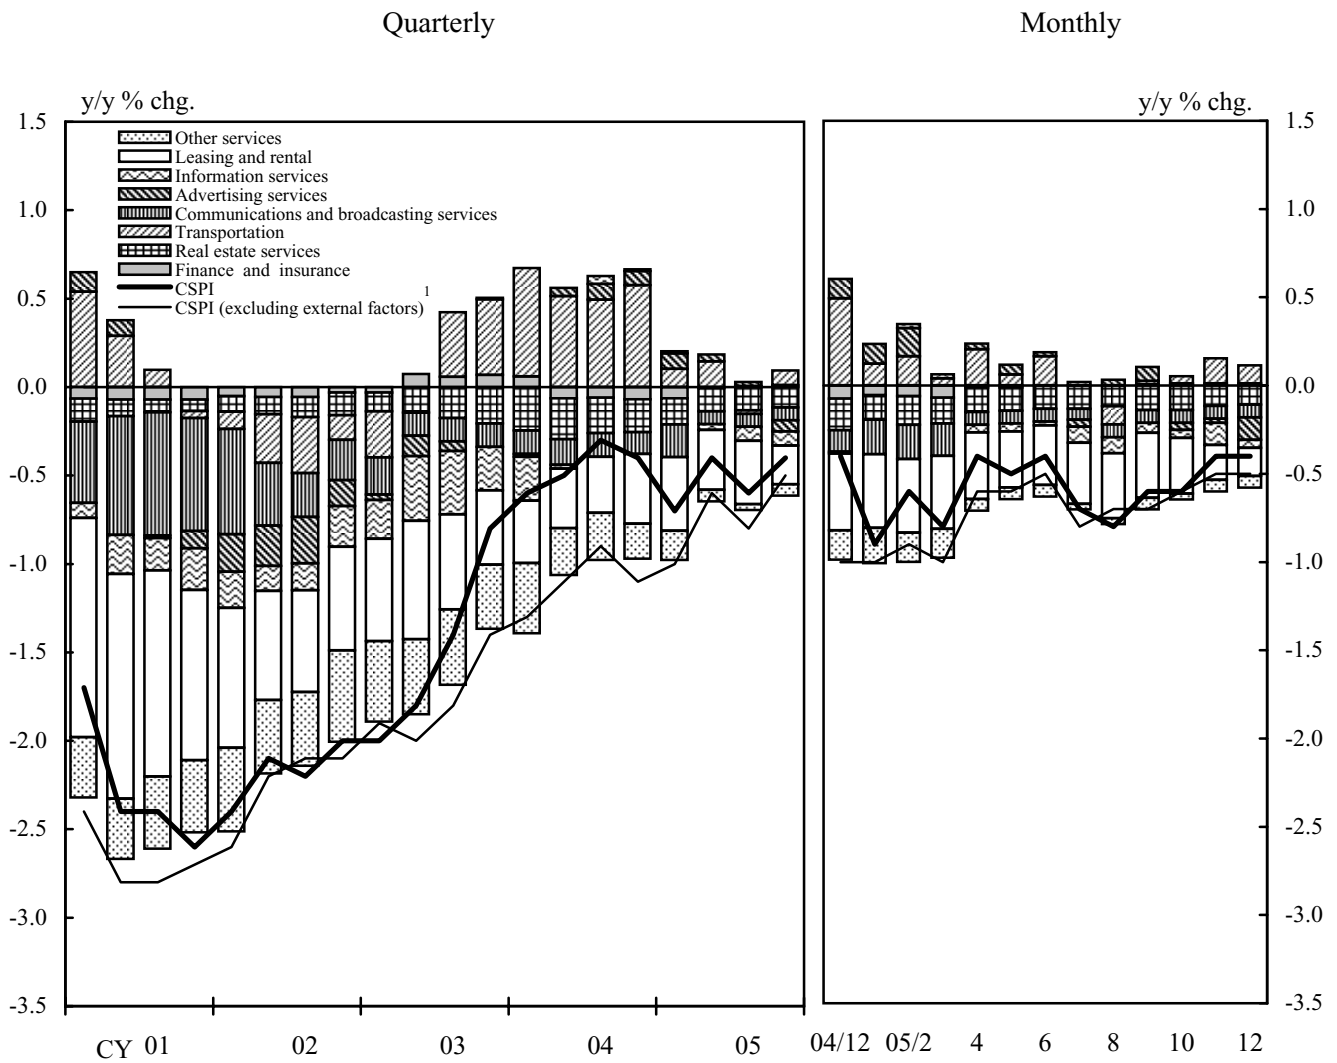 Quarterly
Monthly
y/y % chg.
y/y % chg.
1.5
1.0
0.5
0.0
-0.5
-1.0
-1.5
-2.0
-2.5
-3.0
-3.5
Other services
Leasing and rental
Information services
Advertising services
Communications and broadcasting services
Transportation
Real estate services
Finance and insurance
CSPI
CSPI (excluding external factors) 1
1.5
1.0
0.5
0.0
-0.5
-1.0
-1.5
-2.0
-2.5
-3.0
-3.5
CY 01 02 03 04 05
04/12 05/2 4 6 8 10 12